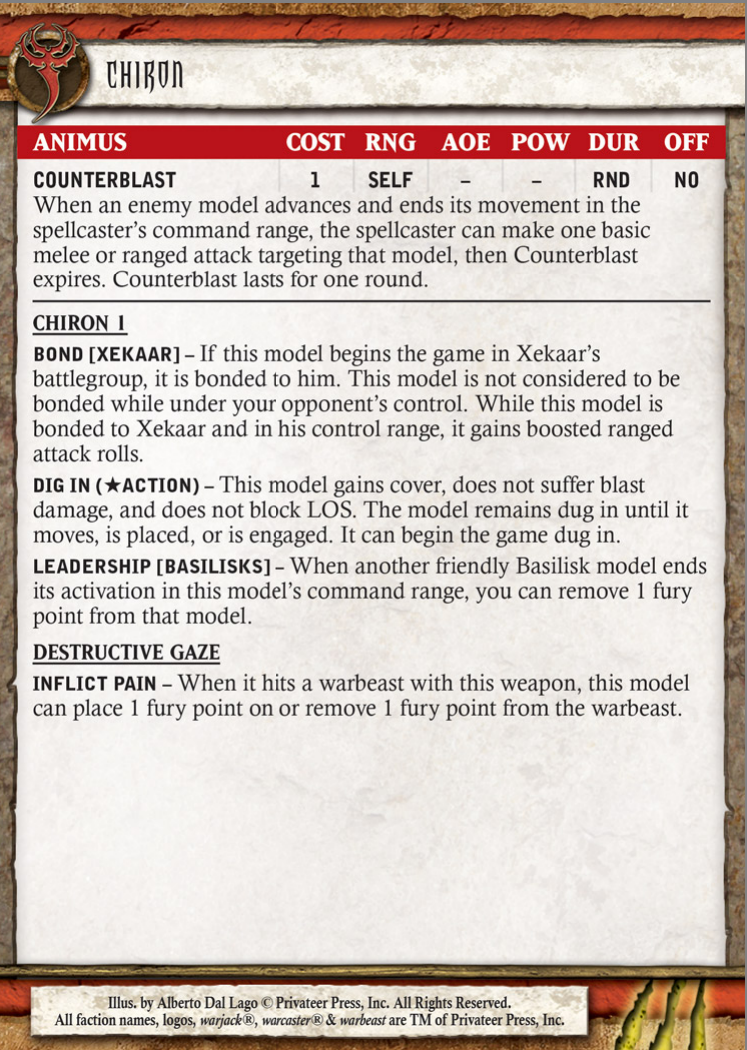 CHIRON
ANIMUS COST RNG AOE POW DUR OFF
COUNTERBLAST 1 SELF – – RND NO
When an enemy model advances and ends its movement in the
spellcaster's command range, the spellcaster can make one basic
melee or ranged attack targeting that model, then Counterblast
expires. Counterblast lasts for one round.
CHIRON 1
BOND [XEKAAR] – If this model begins the game in Xekaar's
battlegroup, it is bonded to him. This model is not considered to be
bonded while under your opponent's control. While this model is
bonded to Xekaar and in his control range, it gains boosted ranged
attack rolls.
DIG IN (★ACTION) – This model gains cover, does not suffer blast
damage, and does not block LOS. The model remains dug in until it
moves, is placed, or is engaged. It can begin the game dug in.
LEADERSHIP [BASILISKS] – When another friendly Basilisk model ends
its activation in this model's command range, you can remove 1 fury
point from that model.
DESTRUCTIVE GAZE
INFLICT PAIN – When it hits a warbeast with this weapon, this model
can place 1 fury point on or remove 1 fury point from the warbeast.
Illus. by Alberto Dal Lago © Privateer Press, Inc. All Rights Reserved.
All faction names, logos, warjack®, warcaster® & warbeast are TM of Privateer Press, Inc.